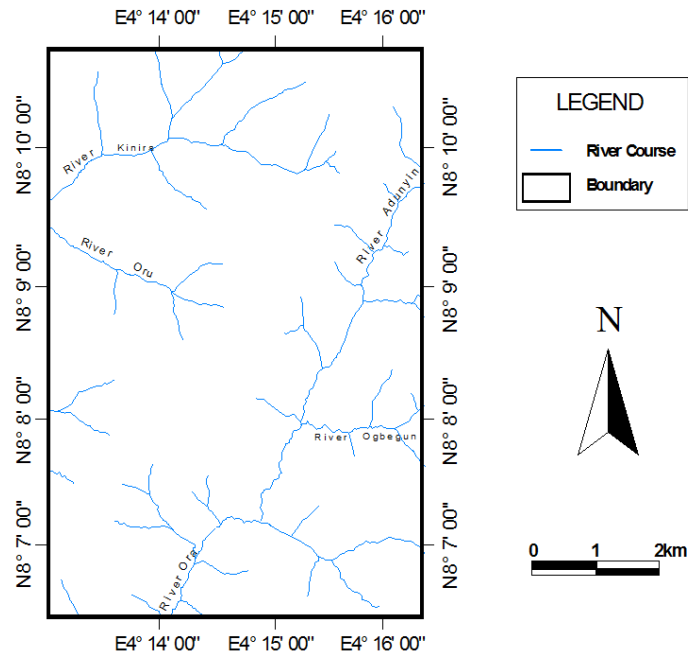 E4° 14' 00" E4° 15' 00" E4° 16' 00"
N8° 10' 00" N8° 10' 00"
LEGEND
River Course
Boundary
River Kinira
River Adunyin
River Oru
N8° 9' 00" N8° 9' 00"
N
N8° 8' 00" N8° 8' 00"
River Ogbegun
N8° 7' 00" N8° 7' 00"
River Ora
0 1 2km
E4° 14' 00" E4° 15' 00" E4° 16' 00"